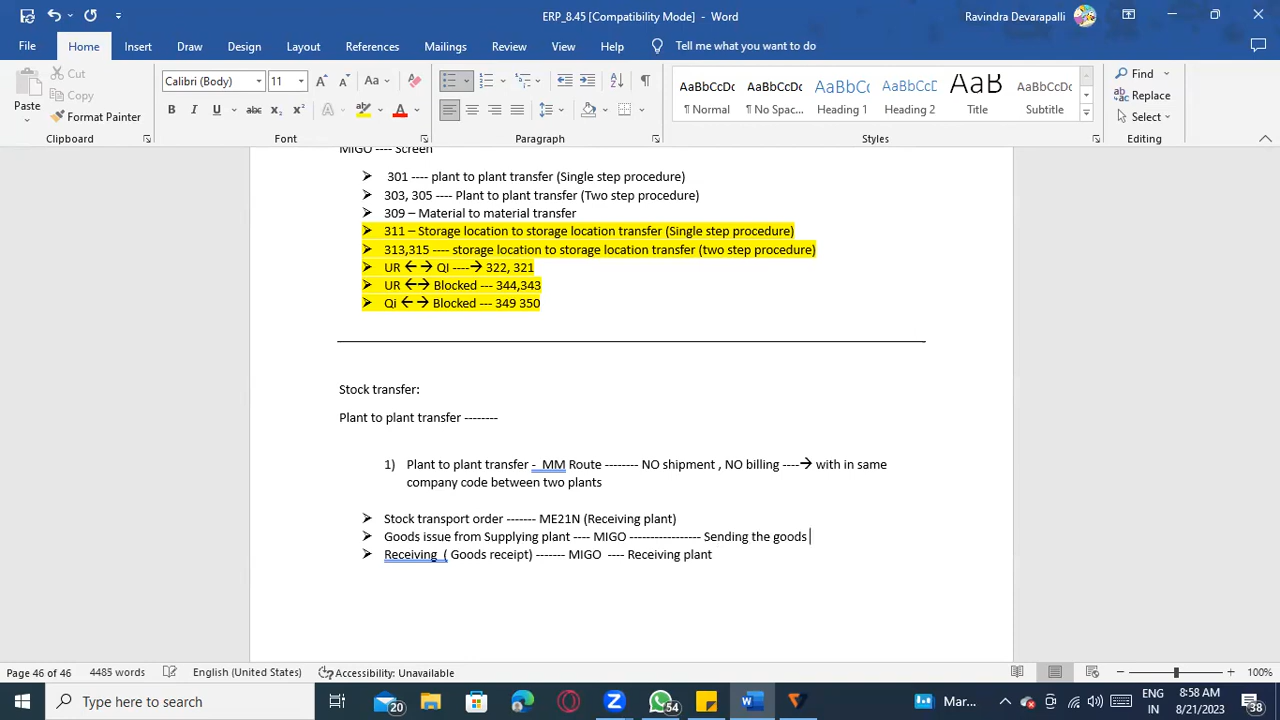 ERP_8.45 [Compatibility Mode] - Word
Ravindra Devarapalli
File Home Insert Draw Design Layout References Mailings Review View Help Tell me what you want to do
Paste
Cut
Copy
Format Painter
Clipboard
Calibri (Body) 11
Font
Paragraph
AaBbCcDc AaBbCcDc AaBbCc AaBbCcD AaB AaBbCcD
¶ Normal ¶ No Spac... Heading 1 Heading 2 Title Subtitle
Styles
Find
Replace
Select
Editing
MIGO ---- Screen
➢ 301 ---- plant to plant transfer (Single step procedure)
➢ 303, 305 ---- Plant to plant transfer (Two step procedure)
➢ 309 – Material to material transfer
➢ 311 – Storage location to storage location transfer (Single step procedure)
➢ 313,315 ---- storage location to storage location transfer (two step procedure)
➢ UR ← → QI ----→ 322, 321
➢ UR ←→ Blocked --- 344,343
➢ Qi ← → Blocked --- 349 350
Stock transfer:
Plant to plant transfer --------
1) Plant to plant transfer - MM Route -------- NO shipment , NO billing ----→ with in same
company code between two plants
➢ Stock transport order ------- ME21N (Receiving plant)
➢ Goods issue from Supplying plant ---- MIGO ----------------- Sending the goods
➢ Receiving ( Goods receipt) ------- MIGO ---- Receiving plant
Page 46 of 46 4485 words English (United States) Accessibility: Unavailable 100%
Type here to search
20
54
Mar...
ENG
IN
8:58 AM
8/21/2023
38